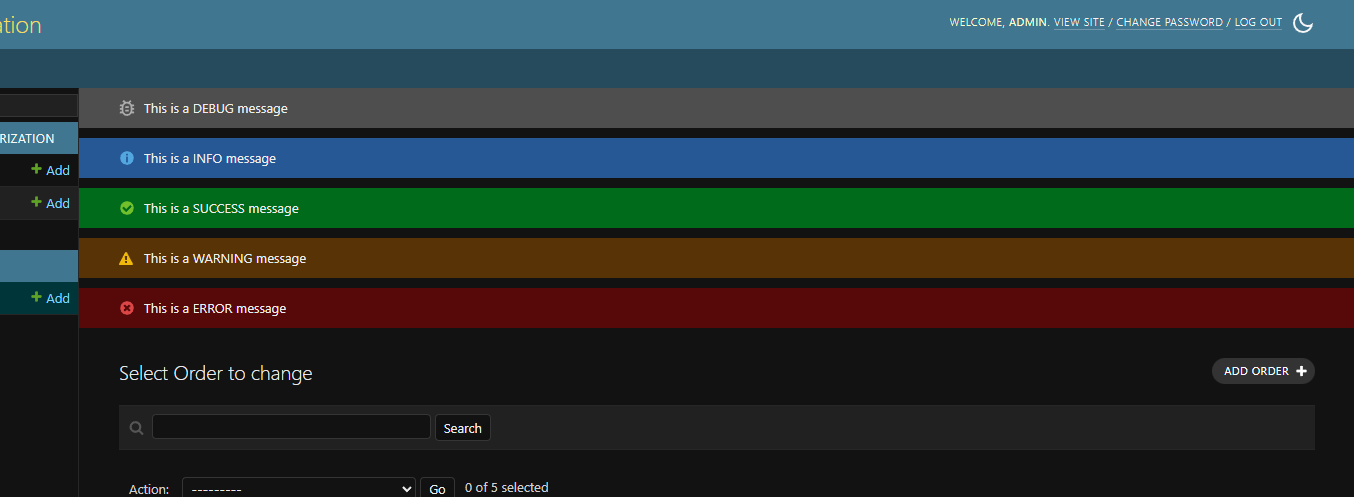 ation
WELCOME, ADMIN. VIEW SITE / CHANGE PASSWORD / LOG OUT
This is a DEBUG message
RIZATION
This is a INFO message
+ Add
This is a SUCCESS message
+ Add
This is a WARNING message
+ Add
This is a ERROR message
Select Order to change
ADD ORDER +
Search
Action: --------- Go 0 of 5 selected